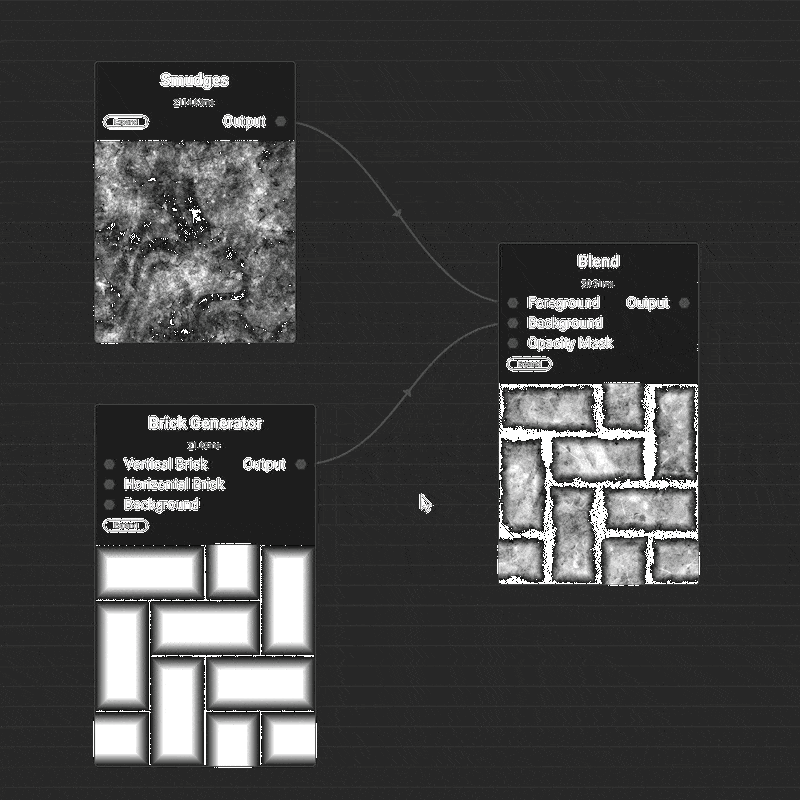 Smudges
Output
Blend
Foreground Output
Background
Opacity Mask
Brick Generator
Vertical Brick Output
Horizontal Brick
Background